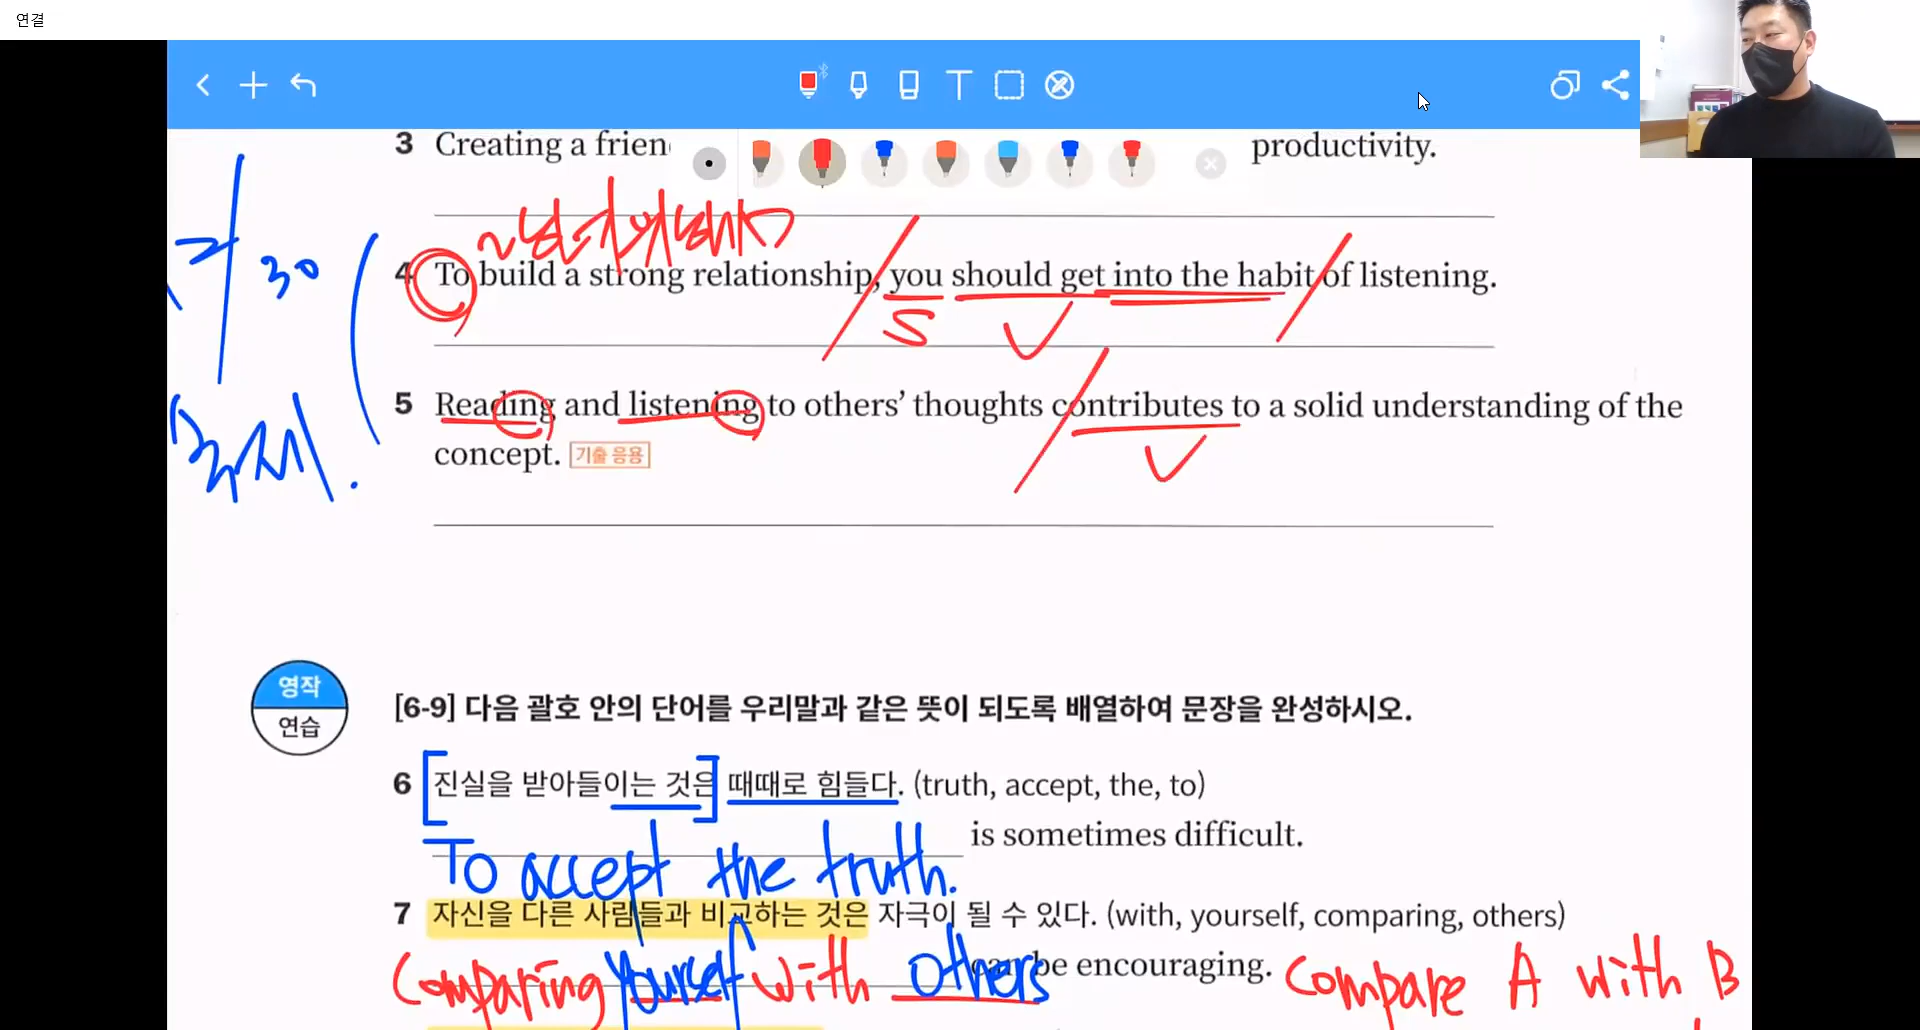 연결
3 Creating a frien productivity.
4 To build a strong relationship, you should get into the habit of listening.
S V
5 Reading and listening to others’ thoughts contributes to a solid understanding of the
concept. 기출 응용
V
30
숙제.
영작
연습
[6-9] 다음 괄호 안의 단어를 우리말과 같은 뜻이 되도록 배열하여 문장을 완성하시오.
6 진실을 받아들이는 것은 때때로 힘들다. (truth, accept, the, to)
is sometimes difficult.
To accept the truth.
7 자신을 다른 사람들과 비교하는 것은 자극이 될 수 있다. (with, yourself, comparing, others)
can be encouraging.
Comparing yourself with others
compare A with B